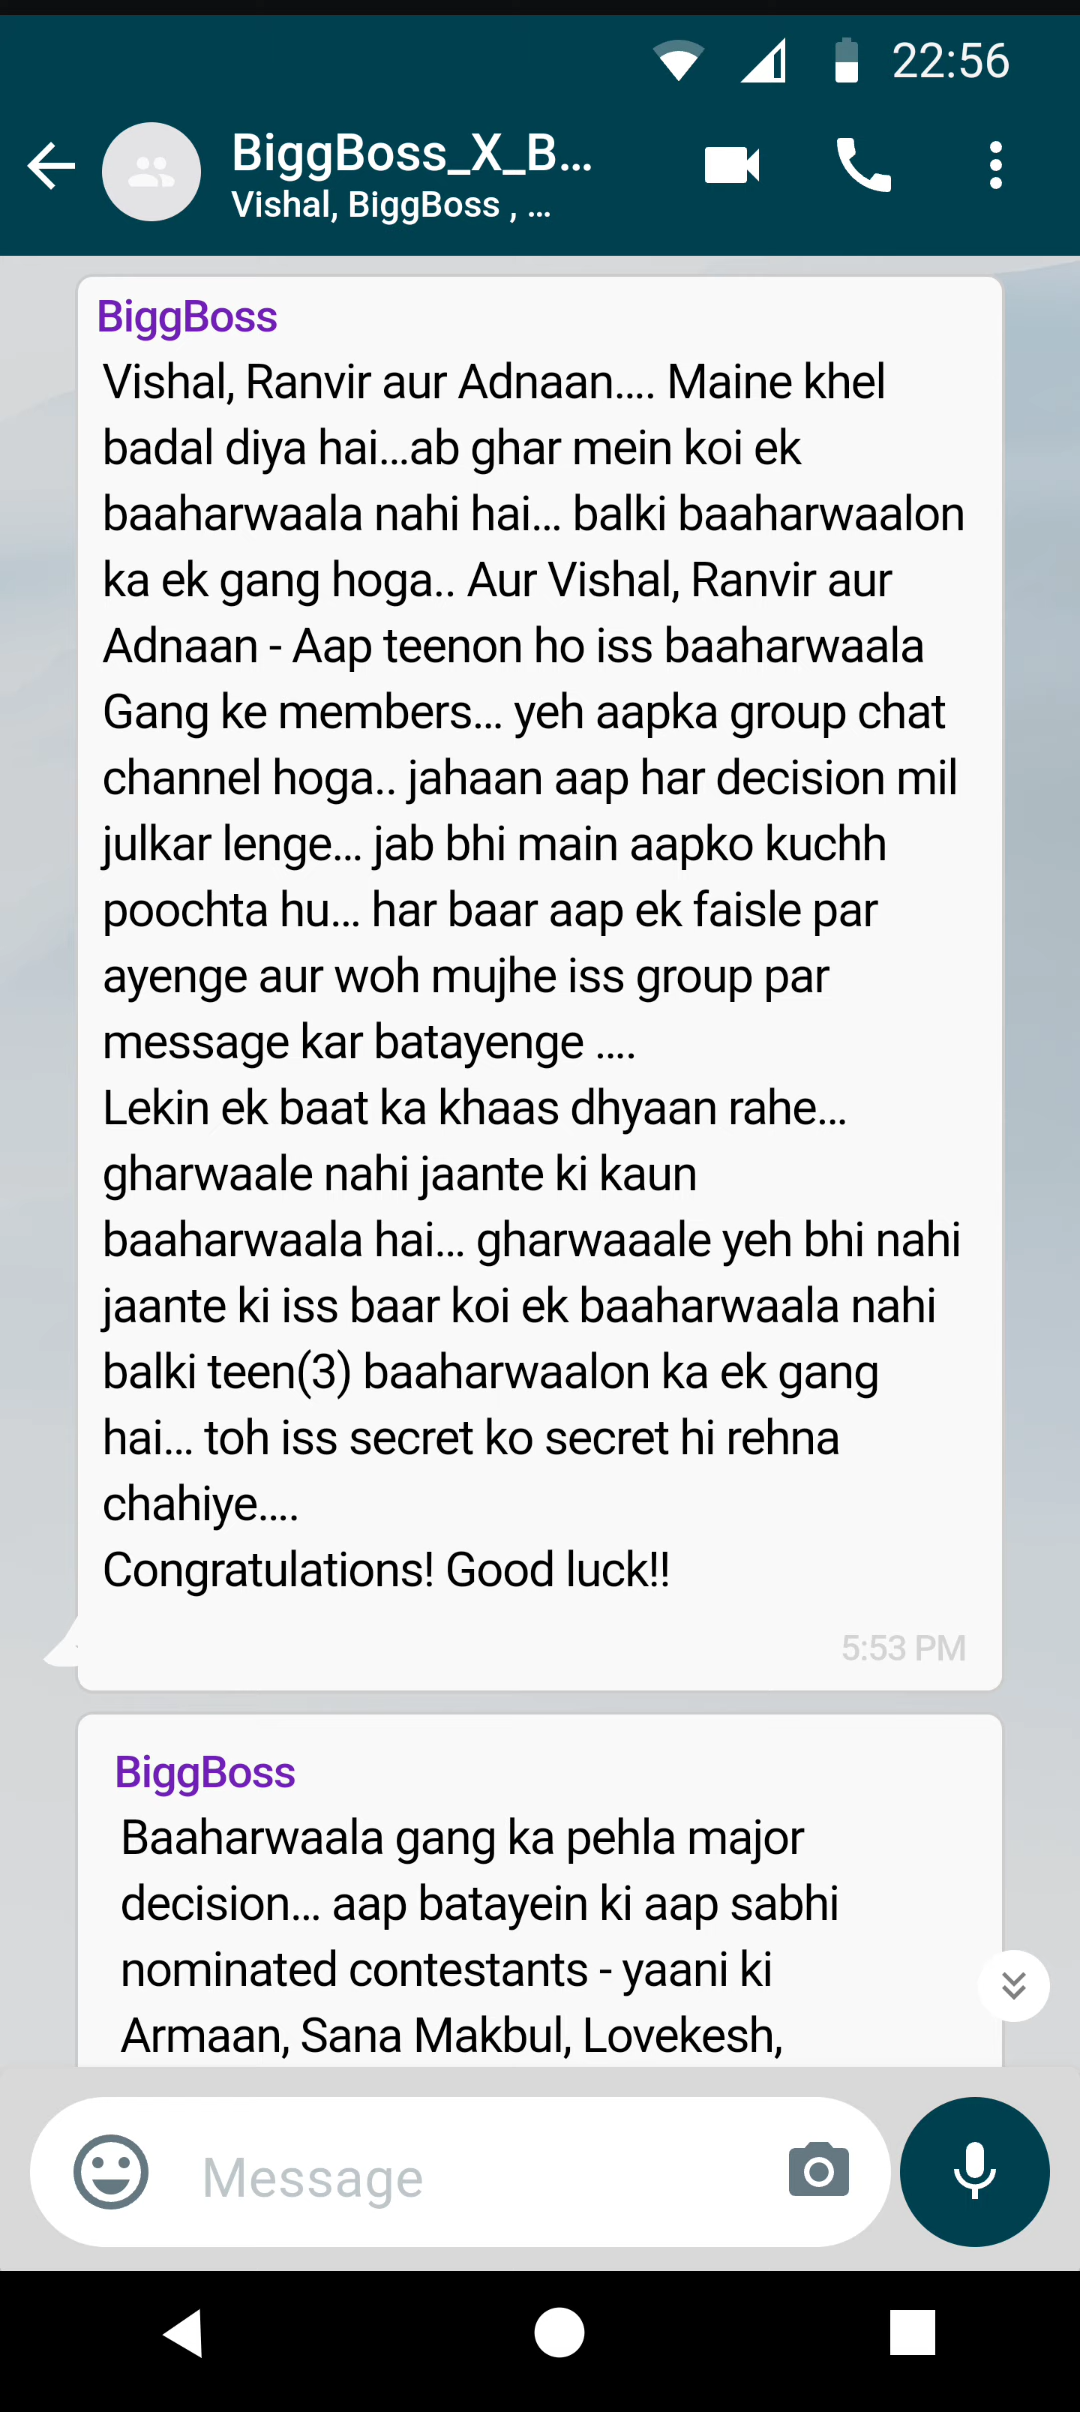 22:56
BiggBoss_X_B...
Vishal, BiggBoss , ...
BiggBoss
Vishal, Ranvir aur Adnaan.... Maine khel
badal diya hai...ab ghar mein koi ek
baaharwaala nahi hai... balki baaharwaalon
ka ek gang hoga.. Aur Vishal, Ranvir aur
Adnaan - Aap teenon ho iss baaharwaala
Gang ke members... yeh aapka group chat
channel hoga.. jahaan aap har decision mil
julkar lenge... jab bhi main aapko kuchh
poochta hu... har baar aap ek faisle par
ayenge aur woh mujhe iss group par
message kar batayenge ....
Lekin ek baat ka khaas dhyaan rahe...
gharwaale nahi jaante ki kaun
baaharwaala hai... gharwaaale yeh bhi nahi
jaante ki iss baar koi ek baaharwaala nahi
balki teen(3) baaharwaalon ka ek gang
hai... toh iss secret ko secret hi rehna
chahiye....
Congratulations! Good luck!!
5:53 PM
BiggBoss
Baaharwaala gang ka pehla major
decision... aap batayein ki aap sabhi
nominated contestants - yaani ki
Armaan, Sana Makbul, Lovekesh,
Message